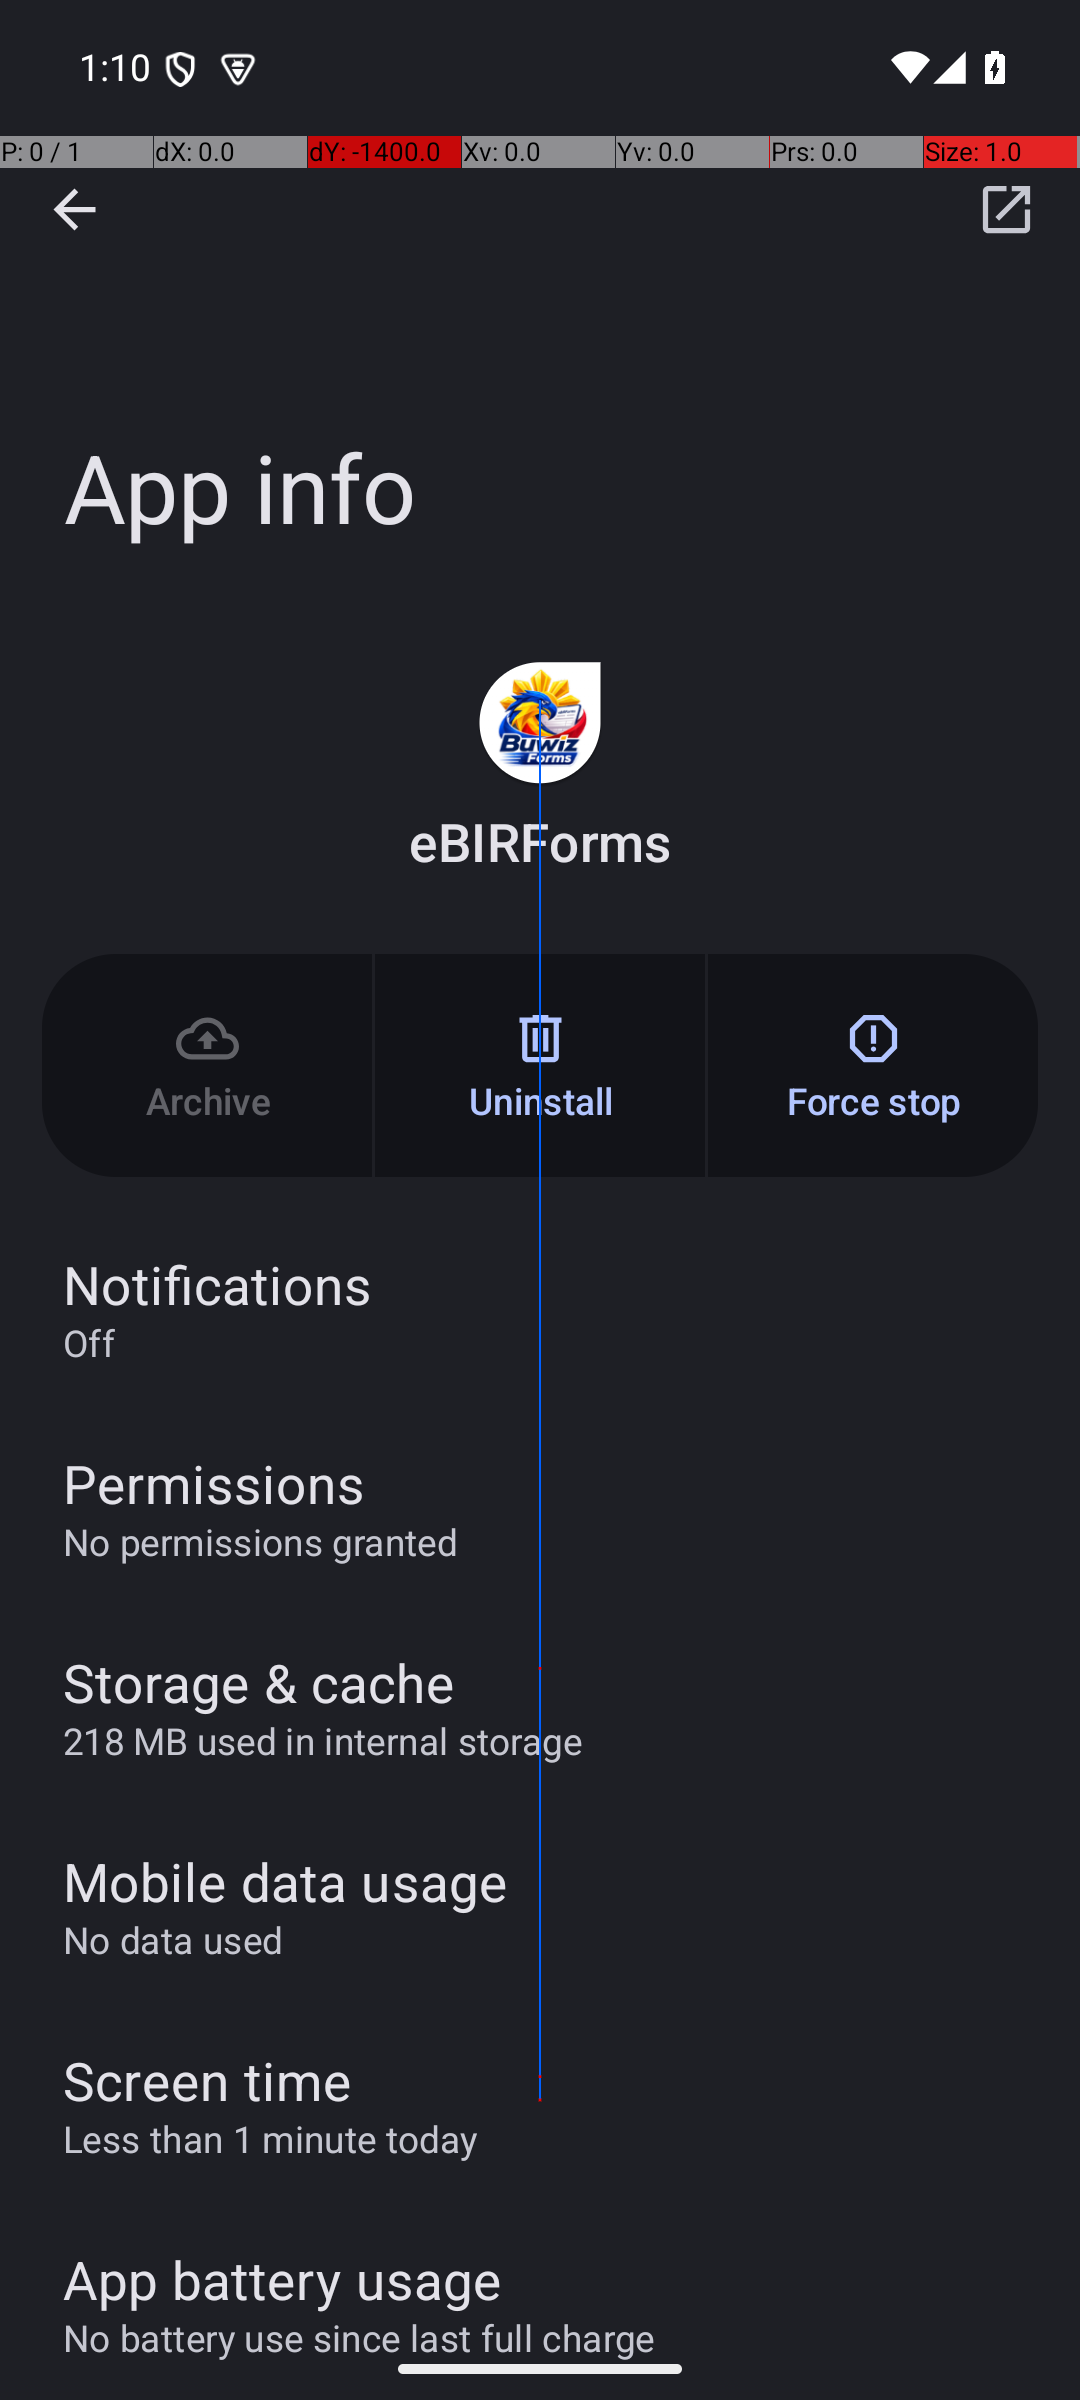 1:10
P: 0 / 1 dX: 0.0 dY: -1400.0 Xv: 0.0 Yv: 0.0 Prs: 0.0 Size: 1.0
App info
Buwiz
Forms
eBIRForms
Archive Uninstall Force stop
Notifications
Off
Permissions
No permissions granted
Storage & cache
218 MB used in internal storage
Mobile data usage
No data used
Screen time
Less than 1 minute today
App battery usage
No battery use since last full charge